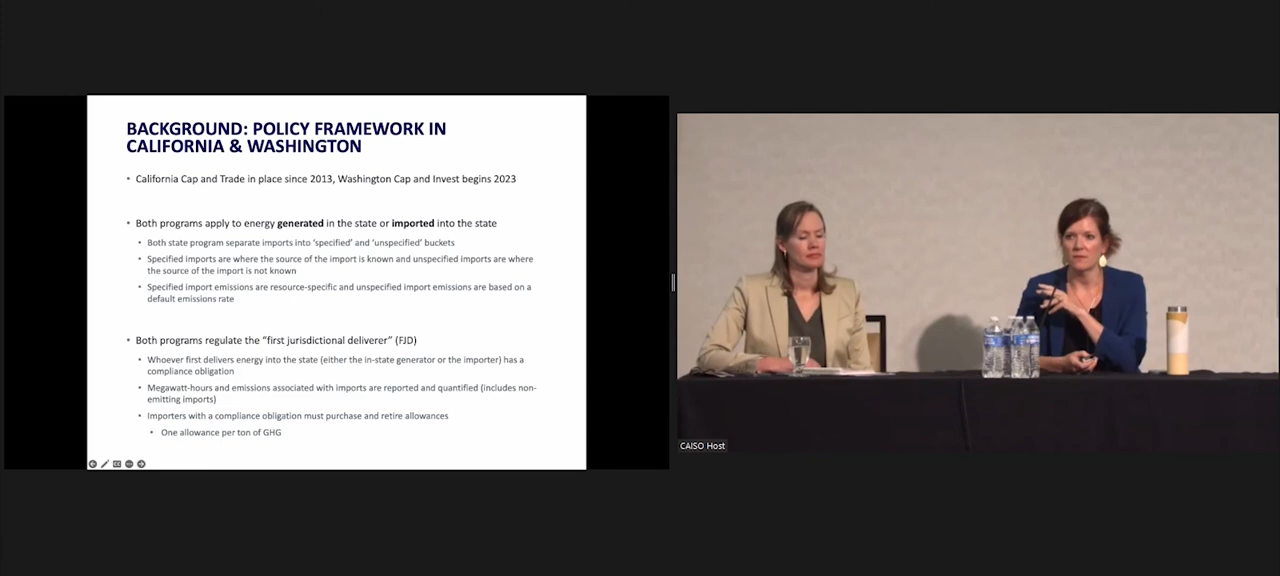 BACKGROUND: POLICY FRAMEWORK IN
CALIFORNIA & WASHINGTON
• California Cap and Trade in place since 2013, Washington Cap and Invest begins 2023
• Both programs apply to energy generated in the state or imported into the state
• Both state program separate imports into ‘specified’ and ‘unspecified’ buckets
• Specified imports are where the source of the import is known and unspecified imports are where
the source of the import is not known
• Specified import emissions are resource-specific and unspecified import emissions are based on a
default emissions rate
• Both programs regulate the “first jurisdictional deliverer” (FJD)
• Whoever first delivers energy into the state (either the in-state generator or the importer) has a
compliance obligation
• Megawatt-hours and emissions associated with imports are reported and quantified (includes non-
emitting imports)
• Importers with a compliance obligation must purchase and retire allowances
• One allowance per ton of GHG
CAISO Host